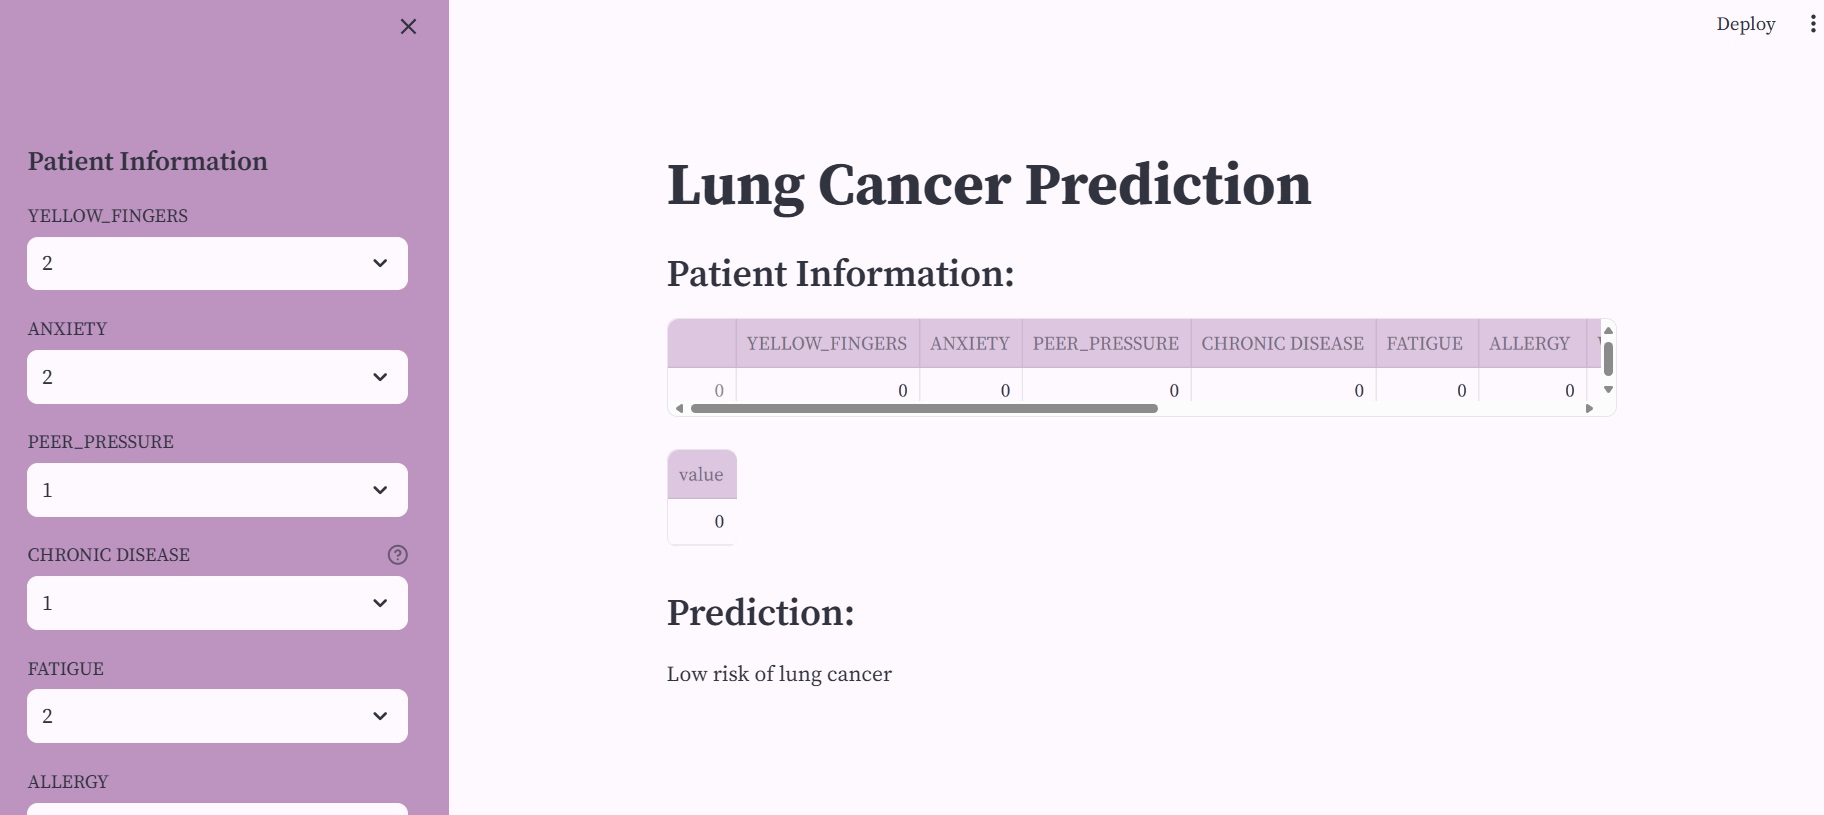 Patient Information
YELLOW_FINGERS
2
ANXIETY
2
PEER_PRESSURE
1
CHRONIC DISEASE
1
FATIGUE
2
ALLERGY
Deploy
Lung Cancer Prediction
Patient Information:
YELLOW_FINGERS ANXIETY PEER_PRESSURE CHRONIC DISEASE FATIGUE ALLERGY
0 0 0 0 0 0 0
value
0
Prediction:
Low risk of lung cancer